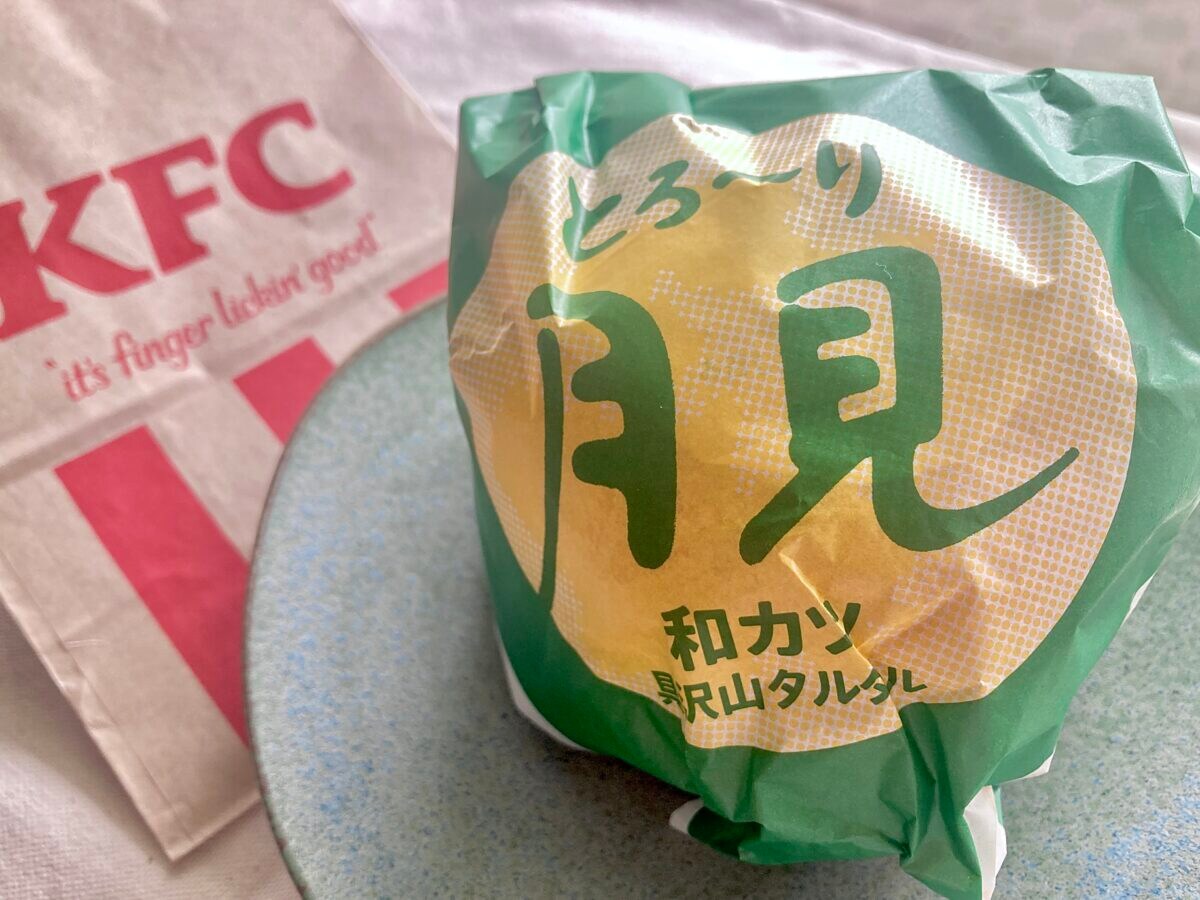 KFC
"it's finger lickin' good"
とろ〜り
月見
和カツ
具沢山タルタル